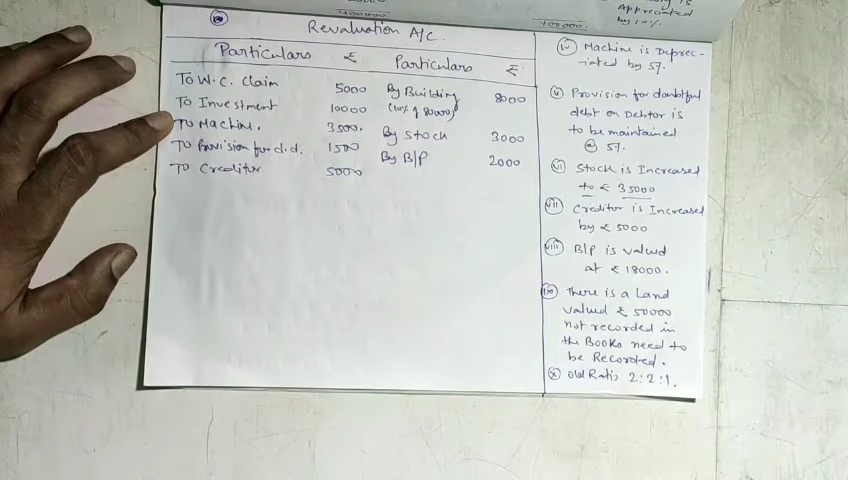 400000
100000.
Appreciated
by 10%.
Revaluation A/C.
Particulars ₹ Particulars ₹
To W.C. Claim 5000 By Building 8000
To Investment 10000 (10% of 80000)
To Machine. 3500. By Stock 3000
To Provision for d.d. 1500 By B/P 2000
To Creditor 5000
(iv) Machine is Deprec-
iated by 5%.
(v) Provision for doubtful
debt on Debtor is
to be maintained
@ 5%.
(vi) Stock is Increased
to ₹ 35000
(vii) Creditor is Increased
by ₹ 5000
(viii) B/P is valued
at ₹ 18000.
(ix) There is a Land
valued ₹ 50000
not recorded in
the Books need to
be Recorded.
(x) Old Ratio 2:2:1.